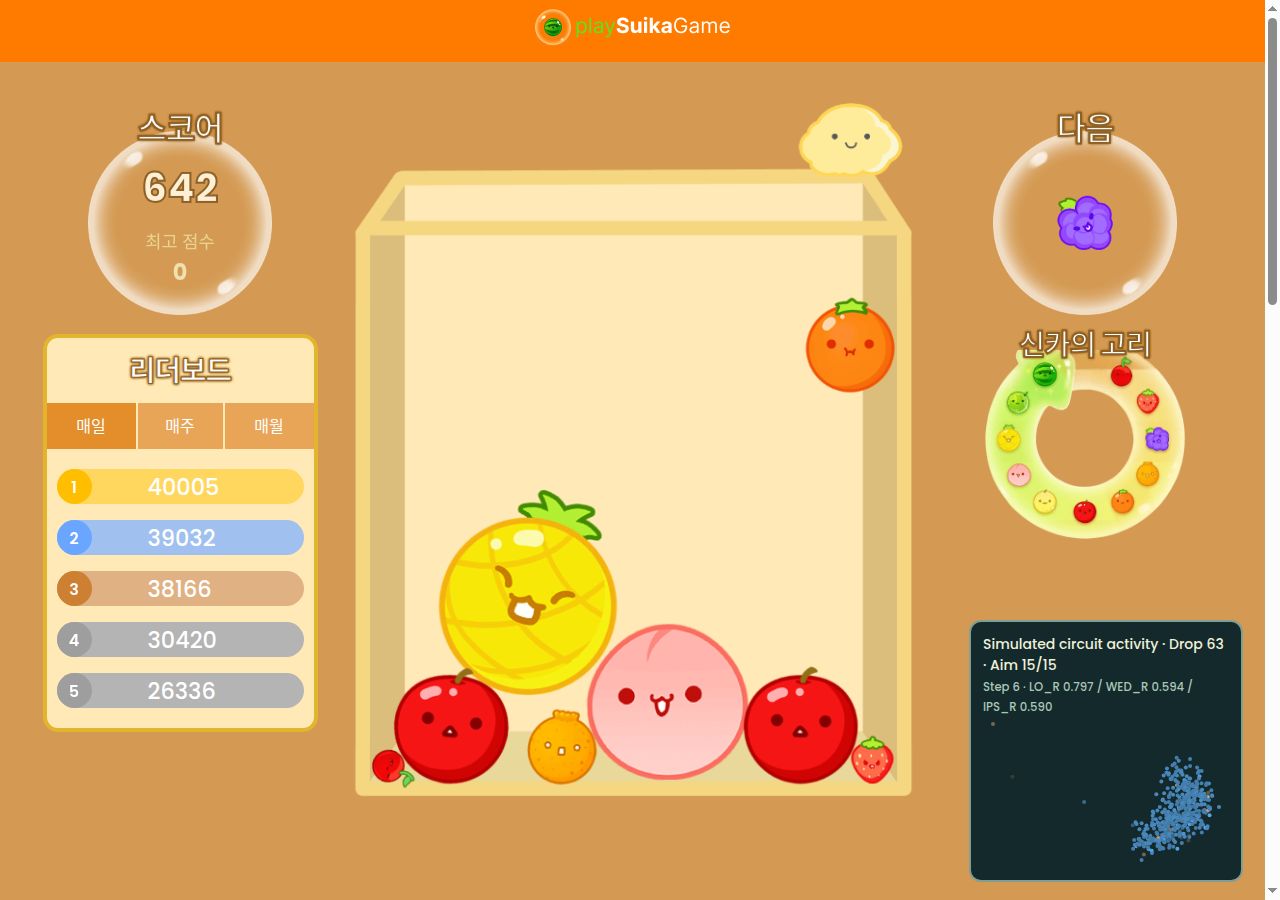 playSuikaGame
스코어
642
최고 점수
0
리더보드
매일 매주 매월
1 40005
2 39032
3 38166
4 30420
5 26336
다음
신카의 고리
Simulated circuit activity · Drop 63
· Aim 15/15
Step 6 · LO_R 0.797 / WED_R 0.594 /
IPS_R 0.590